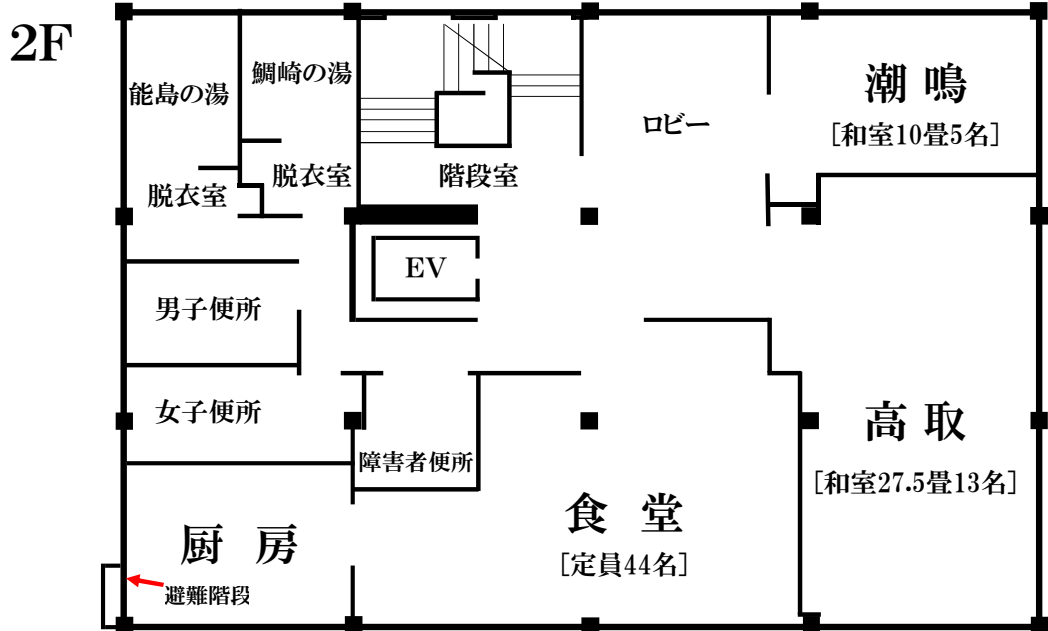 2F
能島の湯
鯛崎の湯
脱衣室
脱衣室
階段室
ロビー
潮鳴
[和室10畳5名]
EV
男子便所
女子便所
障害者便所
高取
[和室27.5畳13名]
厨房
食堂
[定員44名]
避難階段